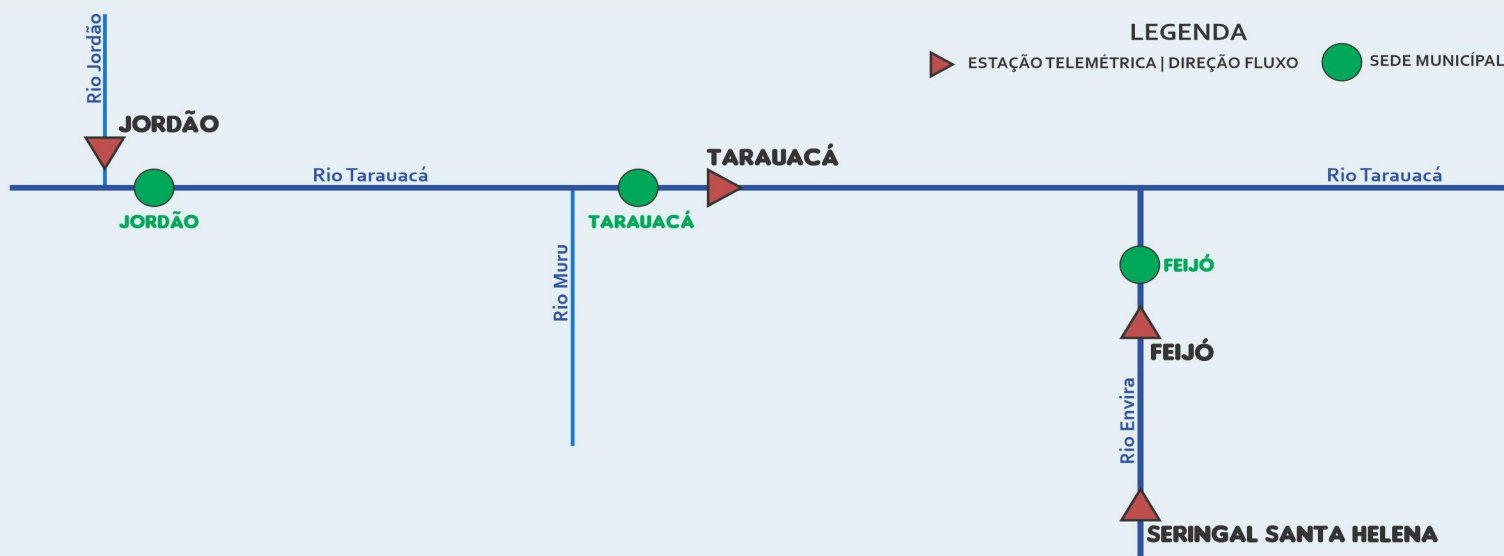 LEGENDA
ESTAÇÃO TELEMÉTRICA | DIREÇÃO FLUXO
SEDE MUNICÍPAL
Rio Jordão
JORDÃO
JORDÃO
Rio Tarauacá
TARAUACÁ
TARAUACÁ
Rio Tarauacá
Rio Muru
FEIJÓ
FEIJÓ
Rio Envira
SERINGAL SANTA HELENA